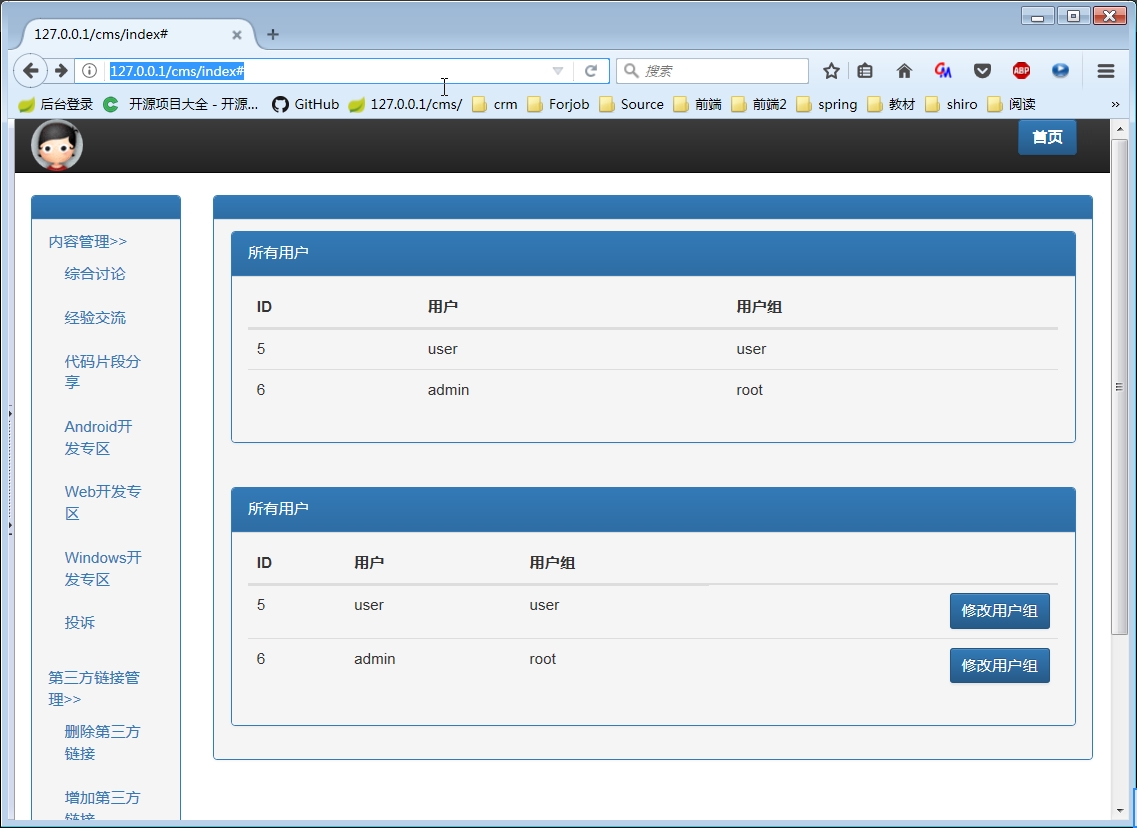 127.0.0.1/cms/index#
127.0.0.1/cms/index# 搜索 ABP
后台登录 开源项目大全 - 开源... GitHub 127.0.0.1/cms/ crm Forjob Source 前端 前端2 spring 教材 shiro 阅读 »
首页
内容管理>>
综合讨论
经验交流
代码片段分
享
Android开
发专区
Web开发专
区
Windows开
发专区
投诉
第三方链接管
理>>
删除第三方
链接
增加第三方
链接
所有用户
ID 用户 用户组
5 user user
6 admin root
所有用户
ID 用户 用户组
5 user user 修改用户组
6 admin root 修改用户组